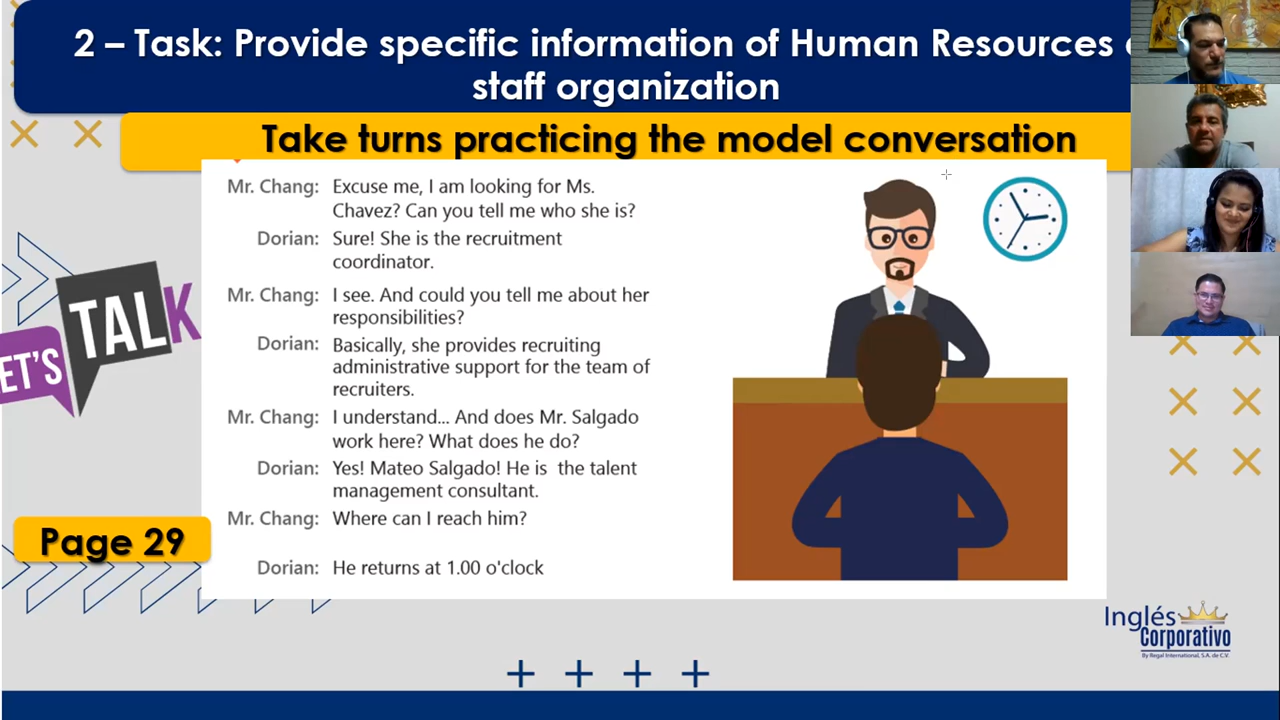 2 – Task: Provide specific information of Human Resources
staff organization
Take turns practicing the model conversation
Mr. Chang: Excuse me, I am looking for Ms.
Chavez? Can you tell me who she is?
Dorian: Sure! She is the recruitment
coordinator.
Mr. Chang: I see. And could you tell me about her
responsibilities?
Dorian: Basically, she provides recruiting
administrative support for the team of
recruiters.
Mr. Chang: I understand... And does Mr. Salgado
work here? What does he do?
Dorian: Yes! Mateo Salgado! He is the talent
management consultant.
Mr. Chang: Where can I reach him?
Dorian: He returns at 1.00 o'clock
ET'S
TALK
Page 29
Inglés
Corporativo
By Regal International, S.A. de C.V.